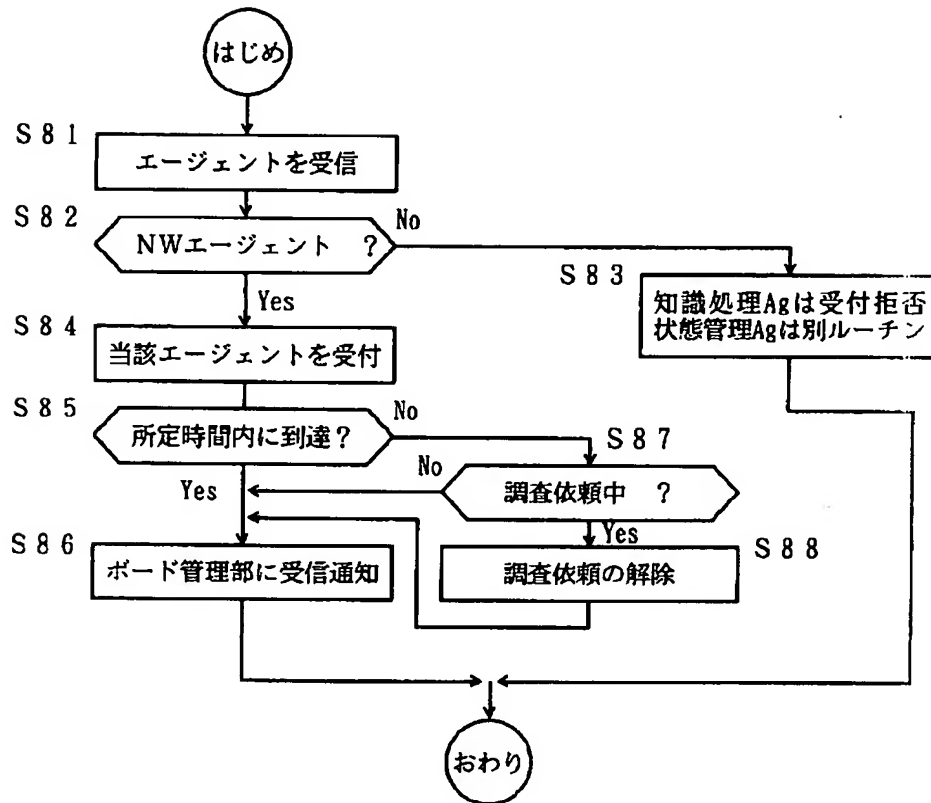 はじめ
S81
エージェントを受信
S82
NWエージェント ?
No
Yes
S83
知識処理Agは受付拒否
状態管理Agは別ルーチン
S84
当該エージェントを受付
S85
所定時間内に到達?
No
Yes
S87
調査依頼中 ?
No
Yes
S86
ボード管理部に受信通知
S88
調査依頼の解除
おわり